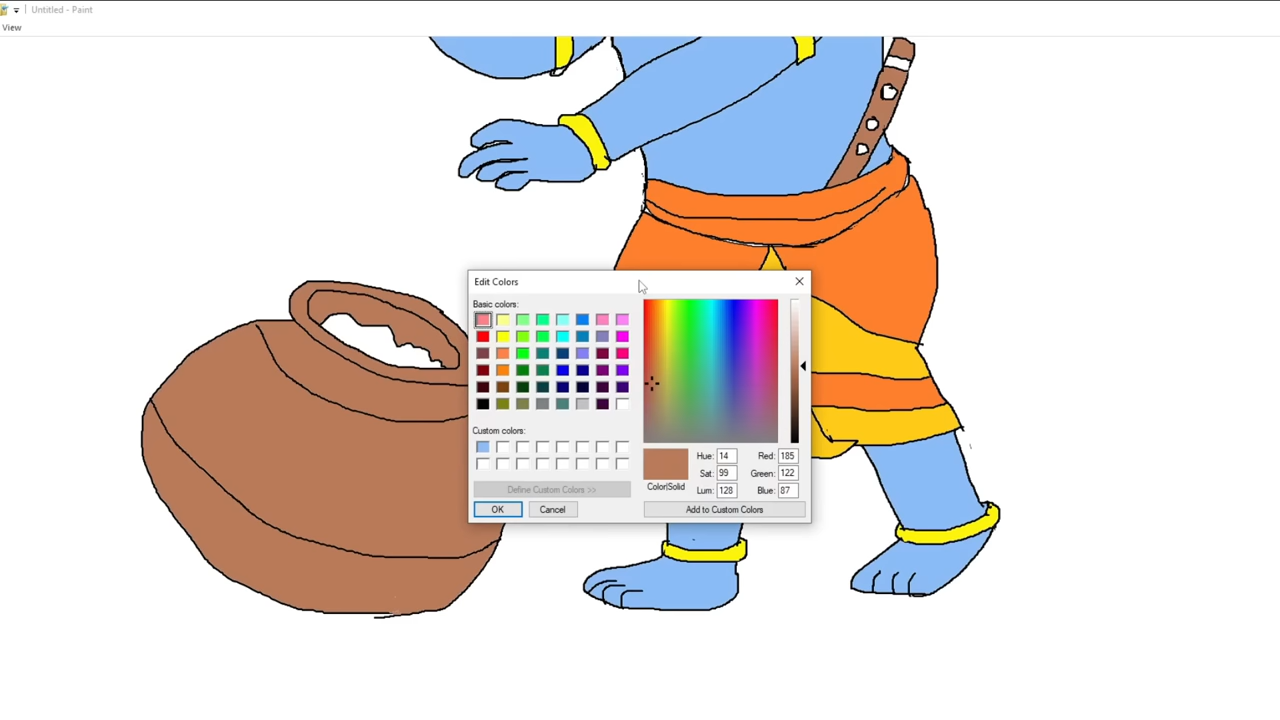 Untitled - Paint
View
Edit Colors
Basic colors:
Custom colors:
Define Custom Colors >>
OK
Cancel
Color|Solid
Hue: 14
Sat: 99
Lum: 128
Red: 185
Green: 122
Blue: 87
Add to Custom Colors